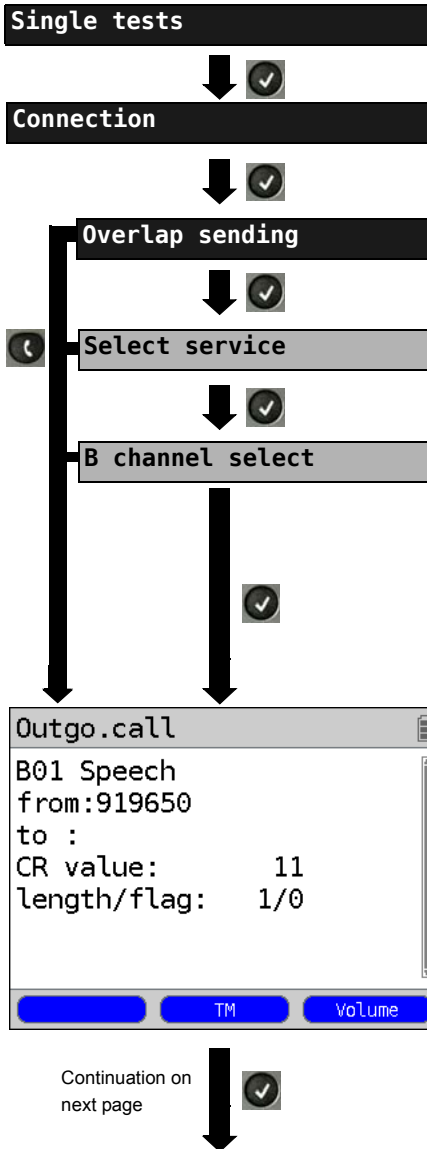 Single tests
Connection
Overlap sending
Select service
B channel select
Outgo.call
B01 Speech
from:919650
to :
CR value: 11
length/flag: 1/0
TM
Volume
Continuation on
next page